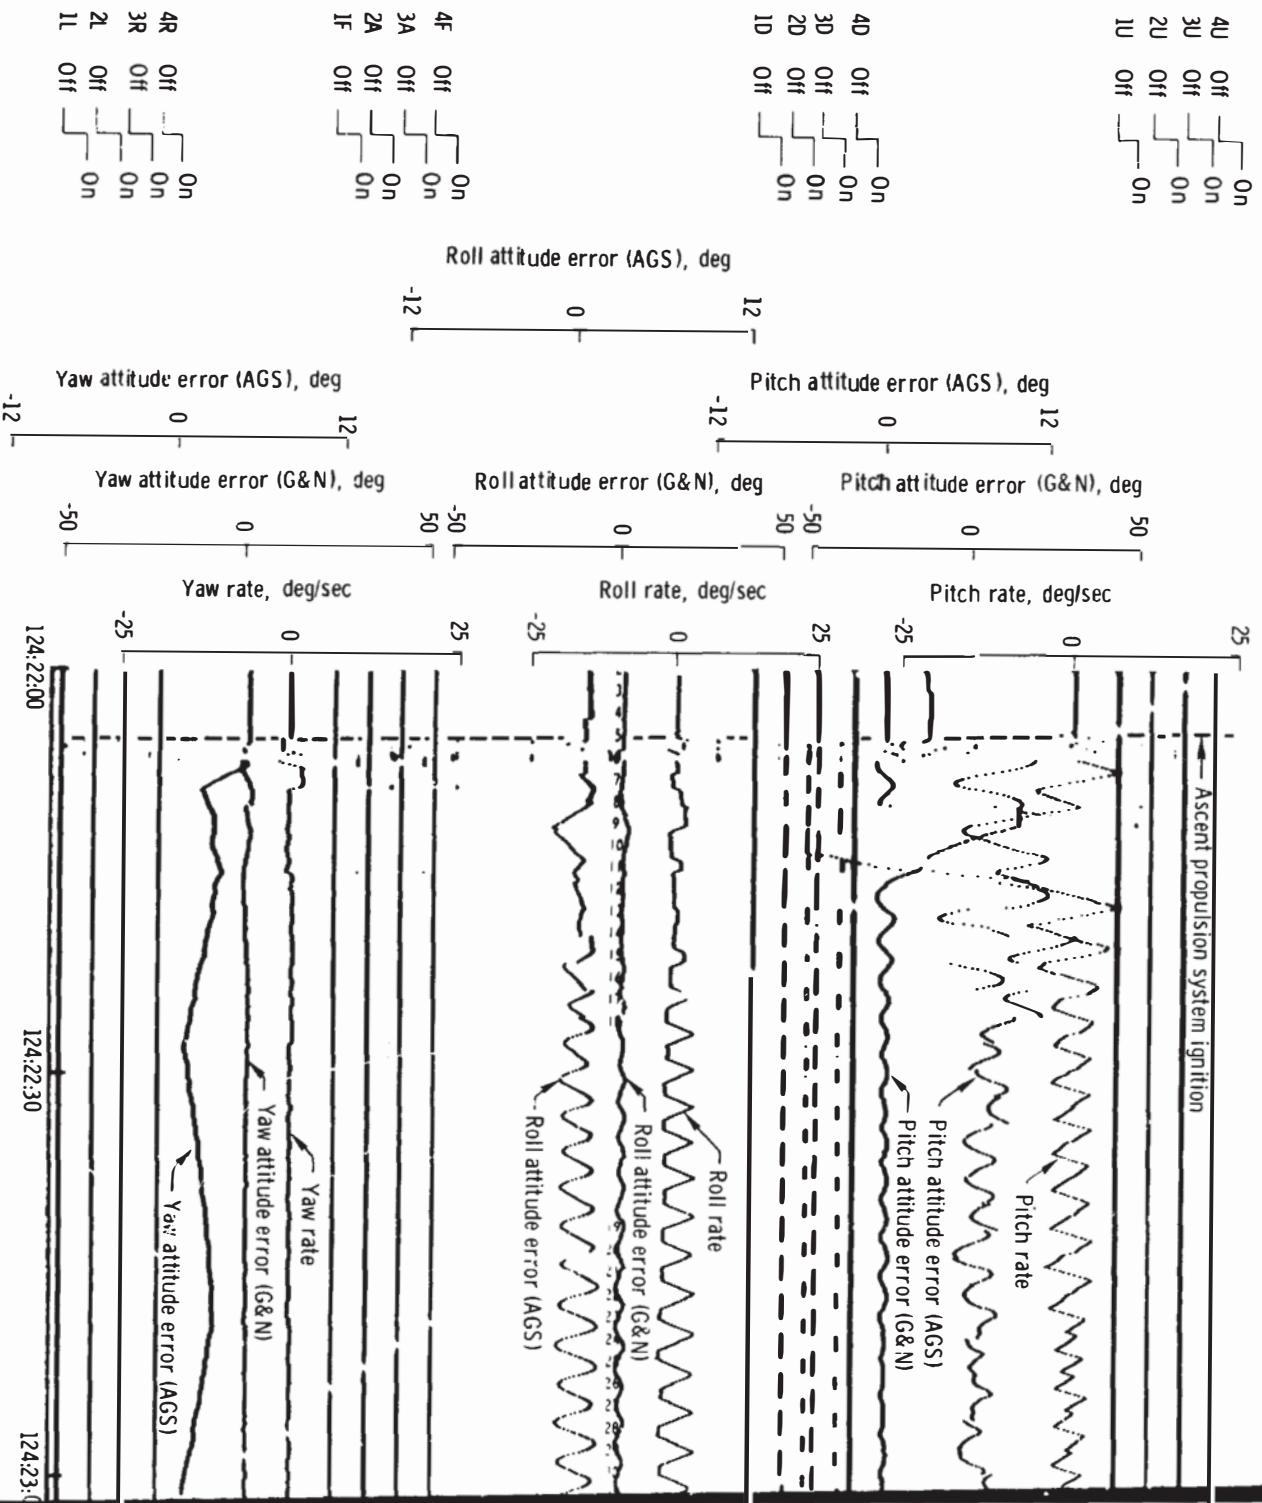 4U Off On
3U Off On
2U Off On
1U Off On
4D Off On
3D Off On
2D Off On
1D Off On
4F Off On
3A Off On
2A Off On
1F Off On
4R Off On
3R Off On
2L Off On
1L Off On
Roll attitude error (AGS), deg
-12 0 12
Yaw attitude error (AGS), deg
-12 0 12
Pitch attitude error (AGS), deg
-12 0 12
Yaw attitude error (G&N), deg
-50 0 50
Roll attitude error (G&N), deg
-50 0 50
Pitch attitude error (G&N), deg
-50 0 50
Yaw rate, deg/sec
-25 0 25
Roll rate, deg/sec
-25 0 25
Pitch rate, deg/sec
-25 0 25
Ascent propulsion system ignition
Pitch rate
Pitch attitude error (AGS)
Pitch attitude error (G&N)
Roll rate
Roll attitude error (G&N)
Roll attitude error (AGS)
Yaw rate
Yaw attitude error (G&N)
Yaw attitude error (AGS)
124:22:00
124:22:30